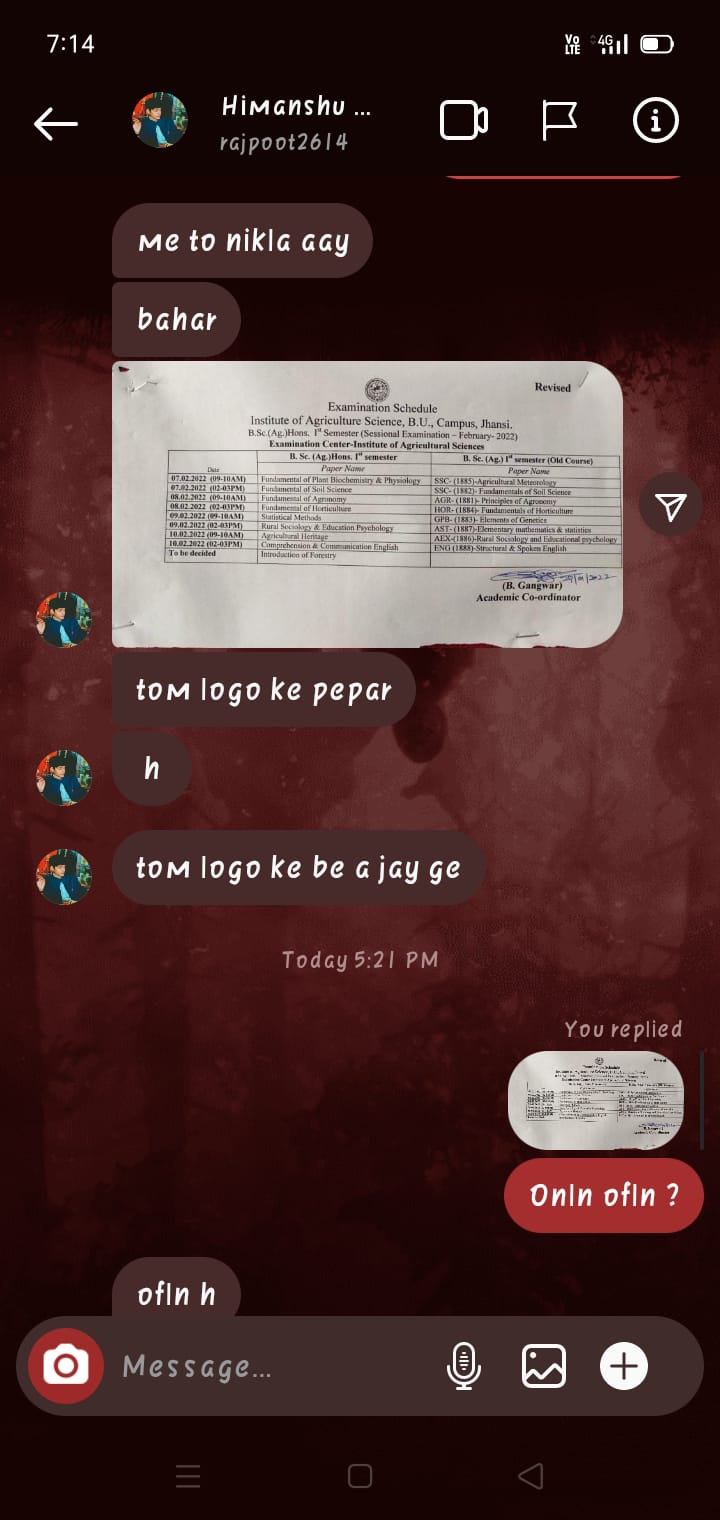 7:14
Vo LTE 4G
Himanshu ...
rajpoot2614
me to nikla aay
bahar
Revised
Examination Schedule
Institute of Agriculture Science, B.U., Campus, Jhansi.
B.Sc.(Ag.)Hons. Iˢᵗ Semester (Sessional Examination – February- 2022)
Examination Center-Institute of Agricultural Sciences
B. Sc. (Ag.)Hons. Iˢᵗ semester B. Sc. (Ag.) Iˢᵗ semester (Old Course)
Date Paper Name Paper Name
07.02.2022 (09-10AM) Fundamental of Plant Biochemistry & Physiology SSC- (1885)-Agricultural Meteorology
07.02.2022 (02-03PM) Fundamental of Soil Science SSC- (1882)- Fundamentals of Soil Science
08.02.2022 (09-10AM) Fundamental of Agronomy AGR- (1881)- Principles of Agronomy
08.02.2022 (02-03PM) Fundamental of Horticulture HOR- (1884)- Fundamentals of Horticulture
09.02.2022 (09-10AM) Statistical Methods GPB- (1883)- Elements of Genetics
09.02.2022 (02-03PM) Rural Sociology & Education Psychology AST- (1887)-Elementary mathematics & statistics
10.02.2022 (09-10AM) Agricultural Heritage AEX-(1886)-Rural Sociology and Educational psychology
10.02.2022 (02-03PM) Comprehension & Communication English ENG (1888)-Structural & Spoken English
To be decided Introduction of Forestry
(B. Gangwar)
Academic Co-ordinator
tom logo ke pepar
h
tom logo ke be a jay ge
Today 5:21 PM
You replied
Onln ofln ?
ofln h
Message...